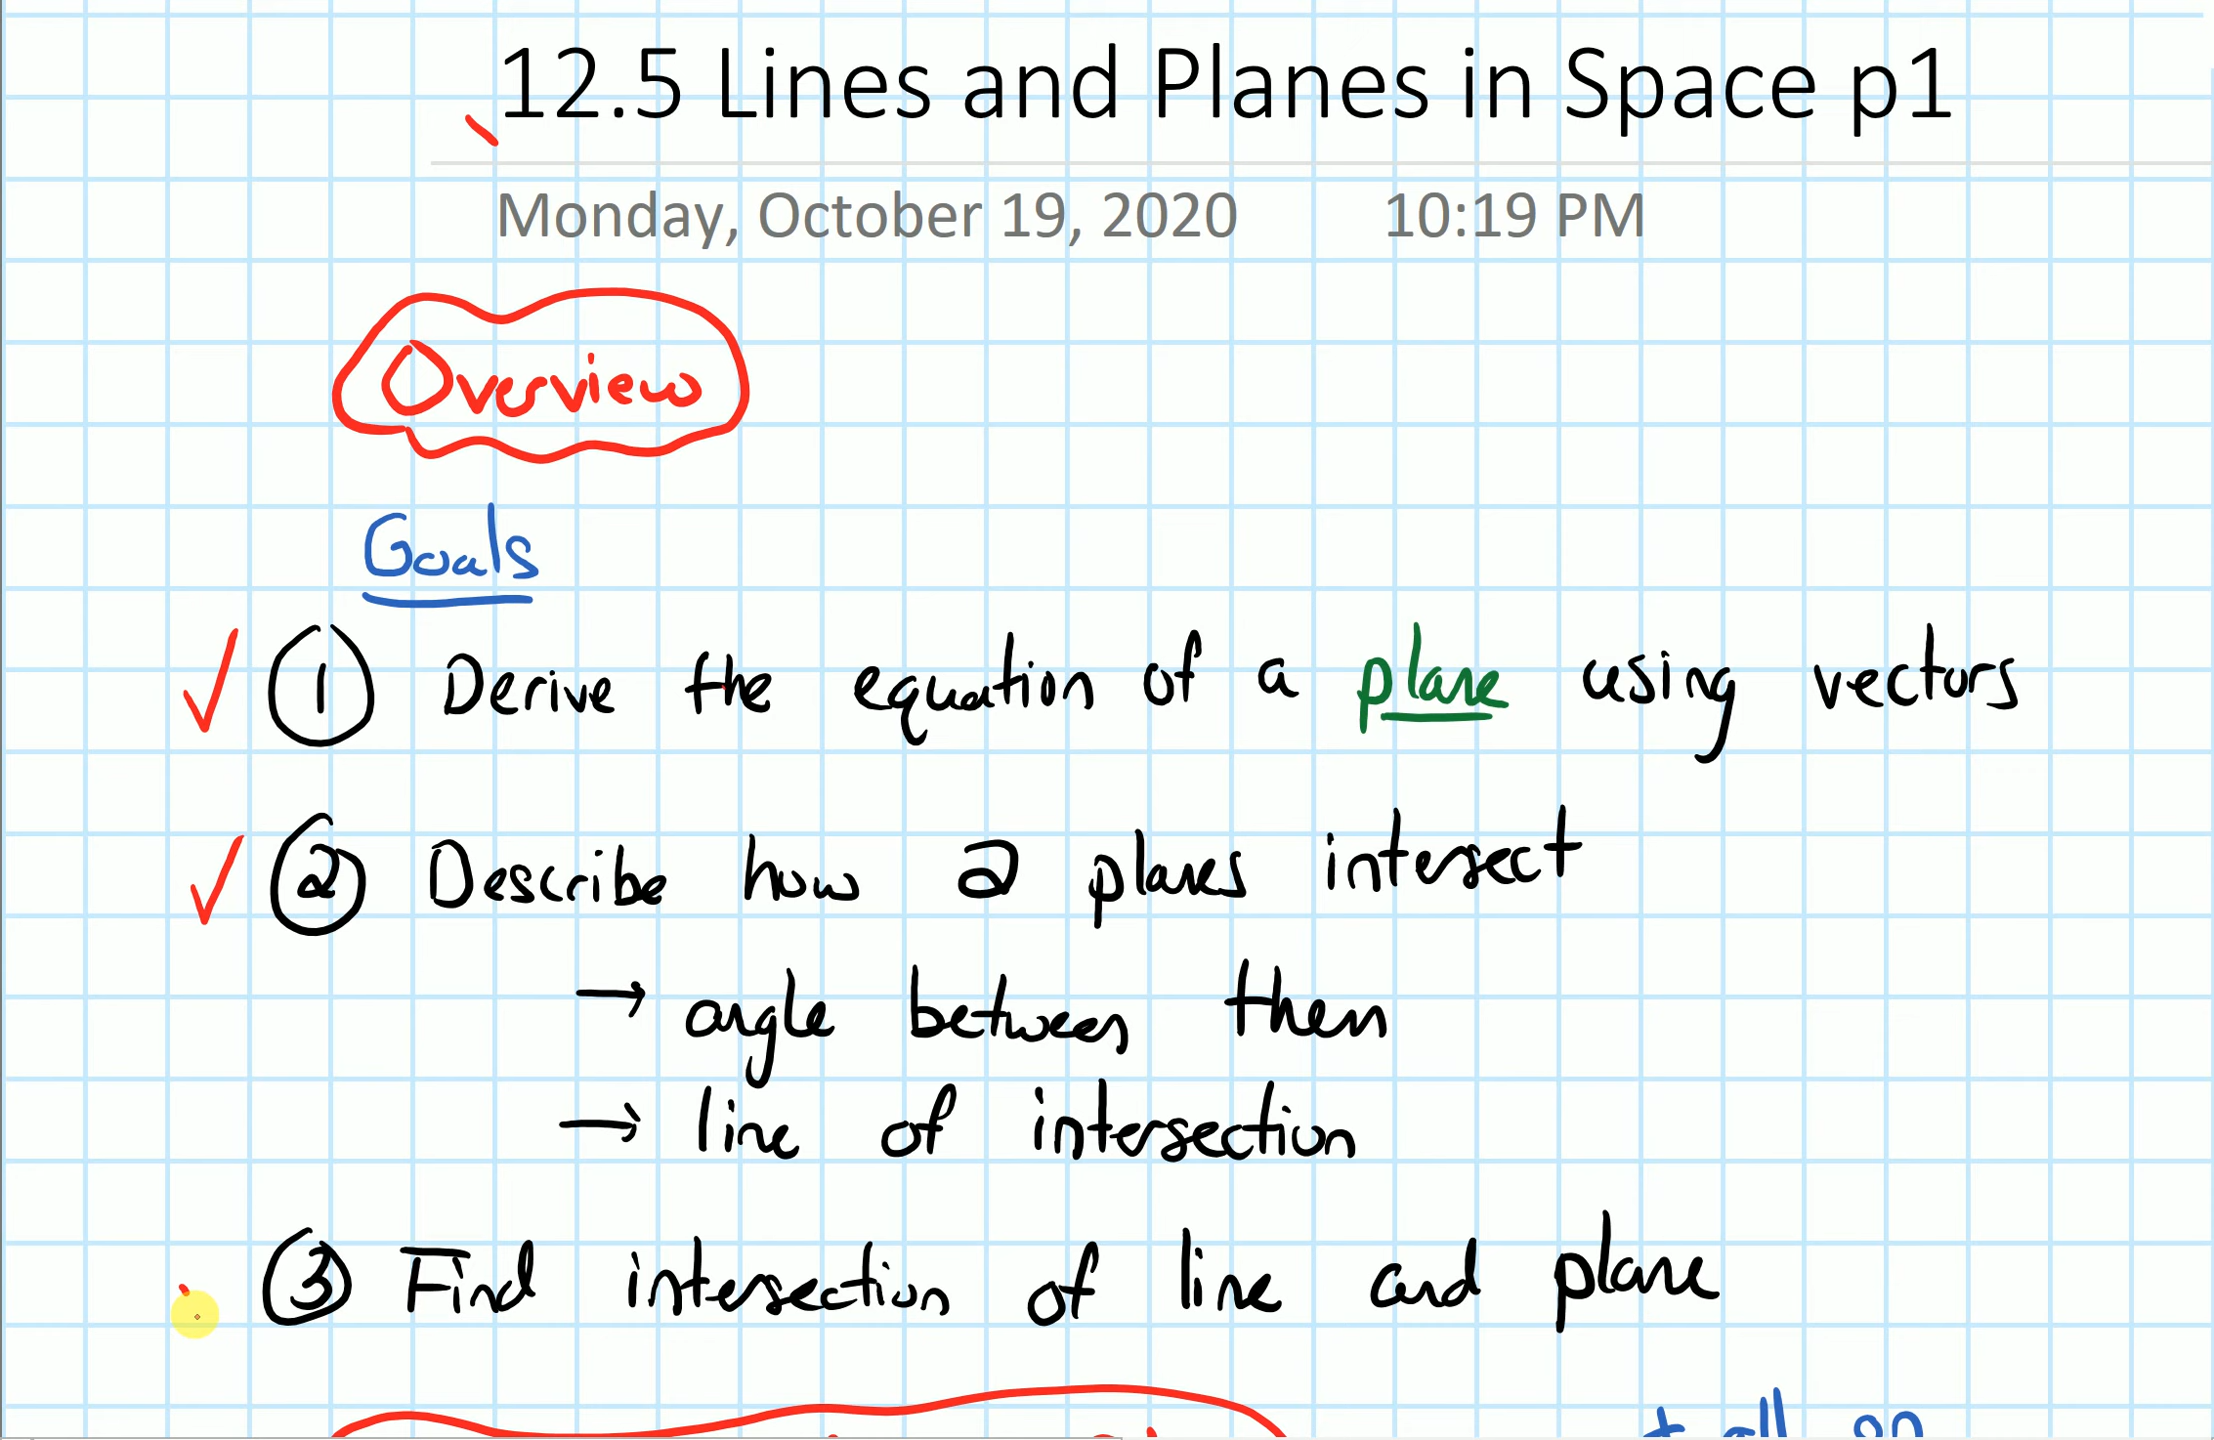 12.5 Lines and Planes in Space p1
Monday, October 19, 2020 10:19 PM
Overview
Goals
① Derive the equation of a plane using vectors
② Describe how 2 planes intersect
→ angle between them
→ line of intersection
③ Find intersection of line and plane
all on